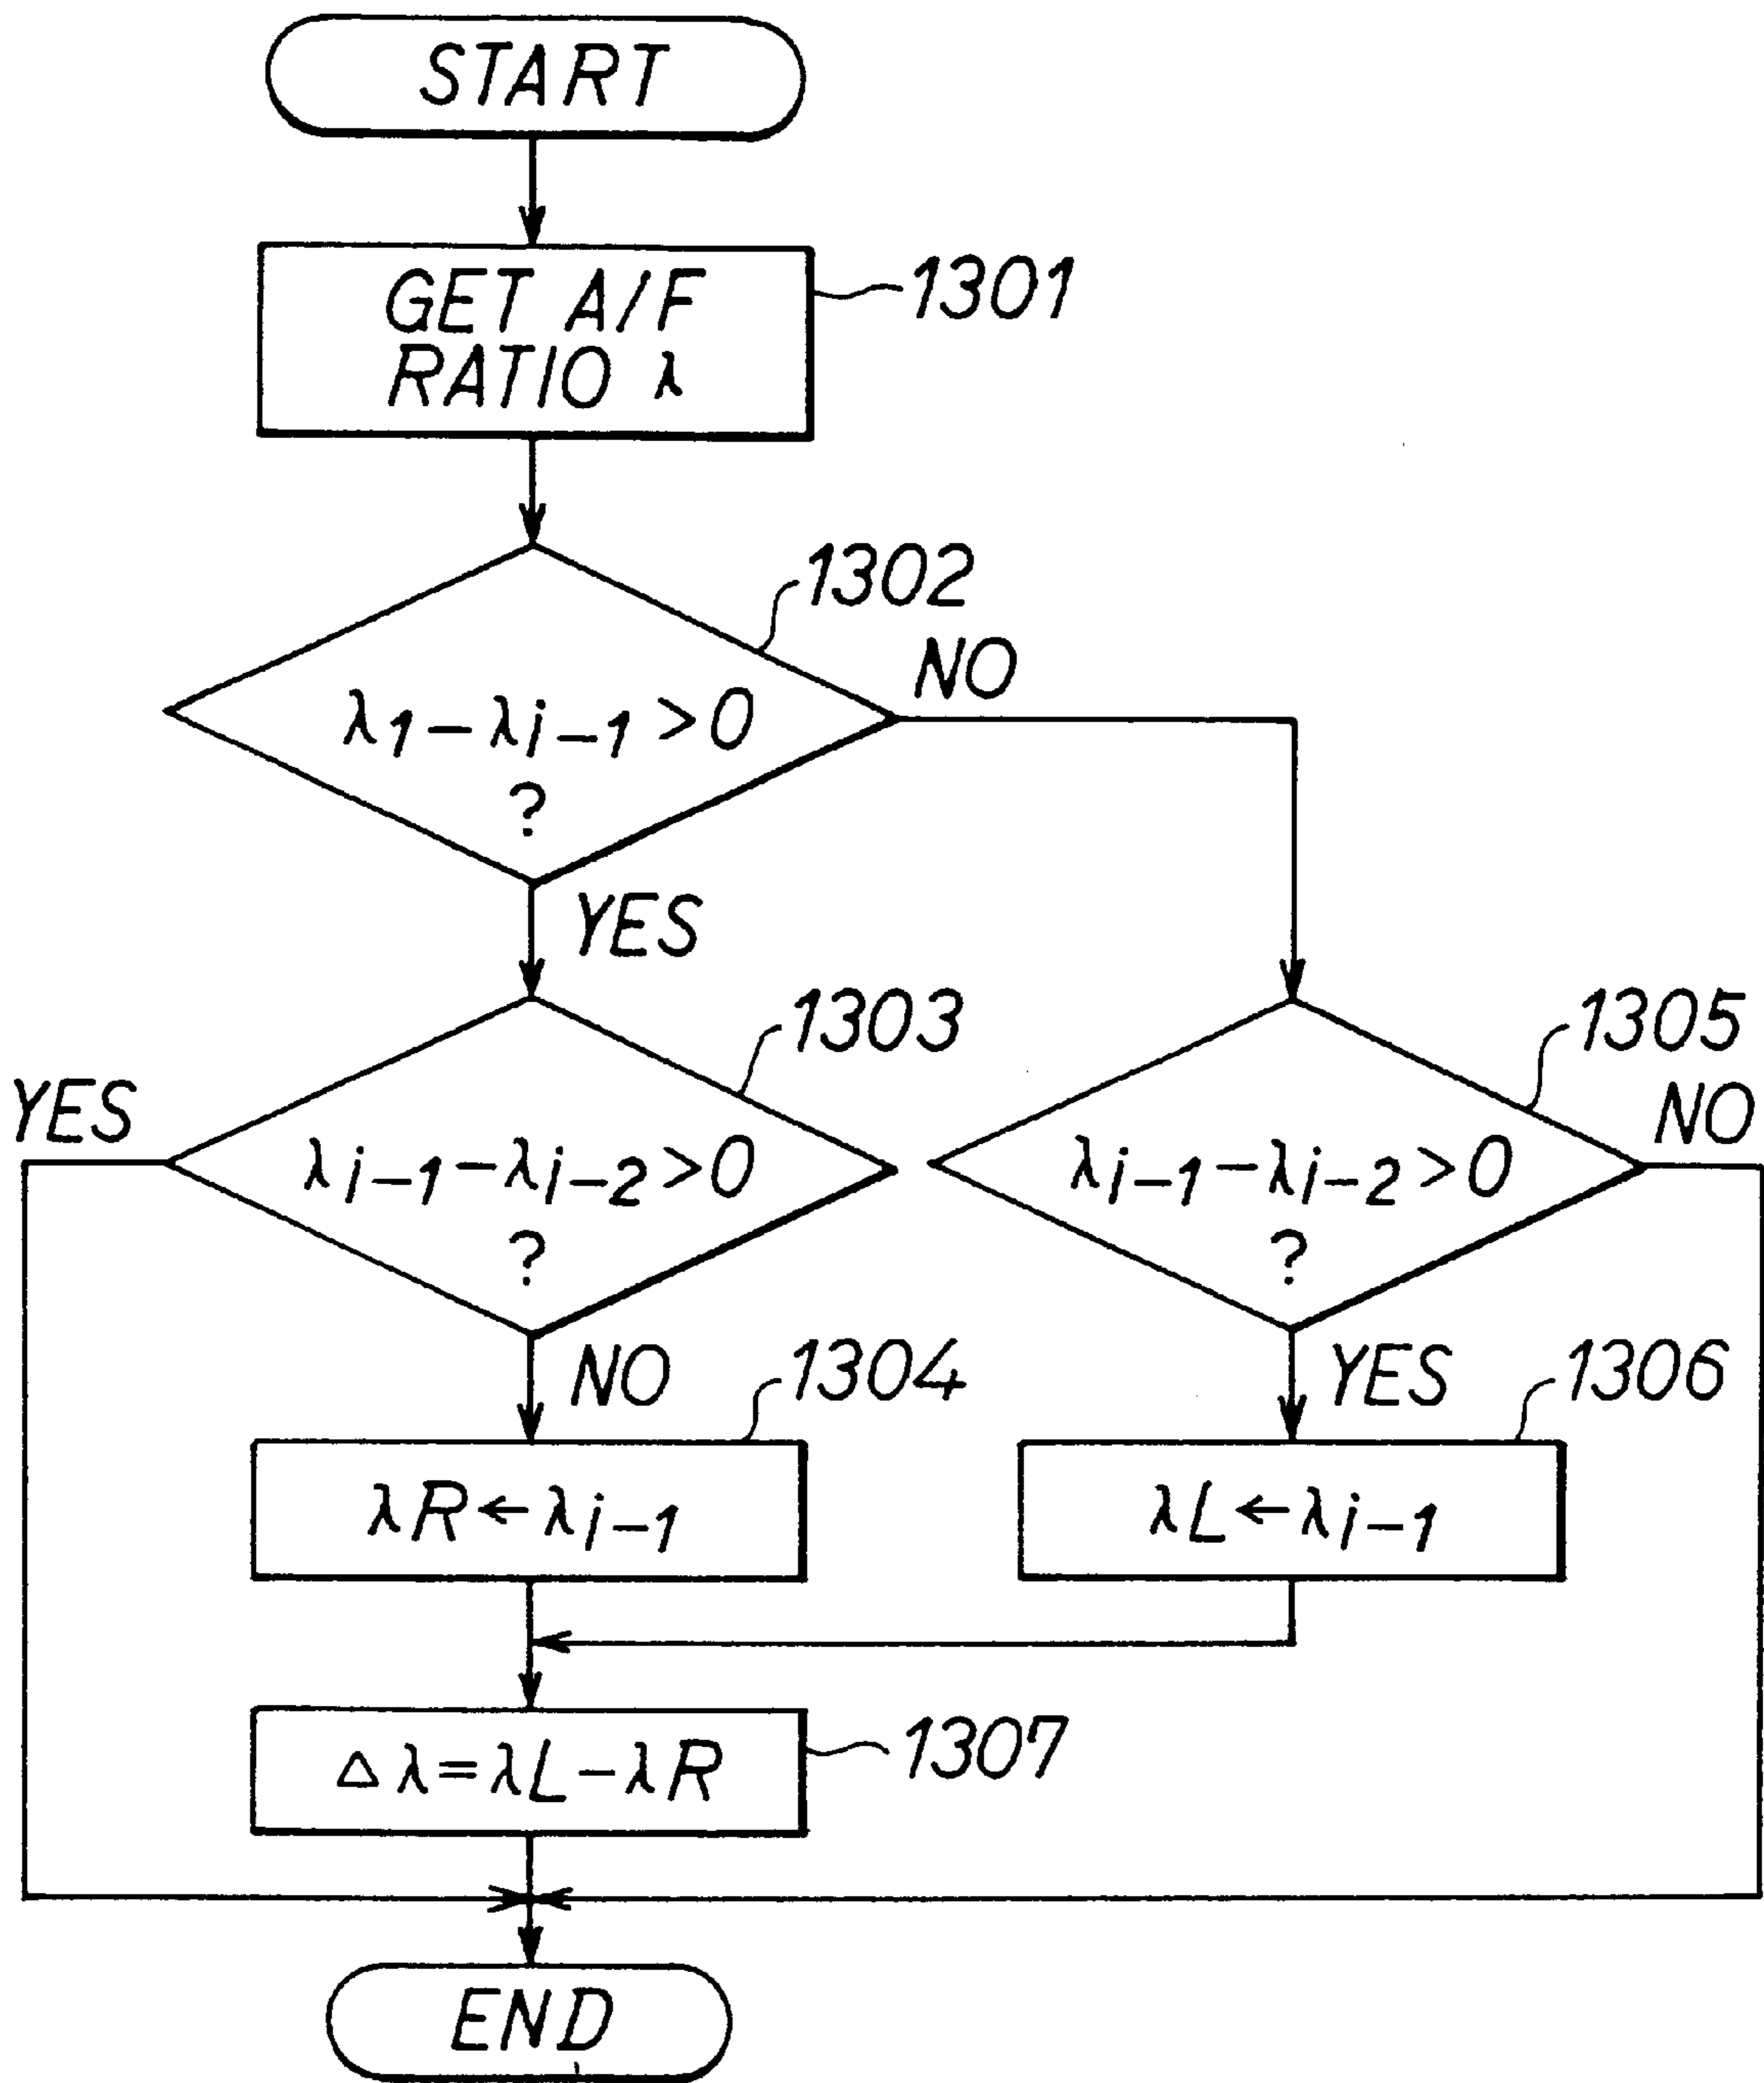 START
GET A/F
RATIO λ
1301
1302
NO
λ1-λi-1>0
?
YES
1303
1305
YES
NO
λi-1-λi-2>0
?
λi-1-λi-2>0
?
NO
1304
YES
1306
λR←λi-1
λL←λi-1
Δλ=λL-λR
1307
END